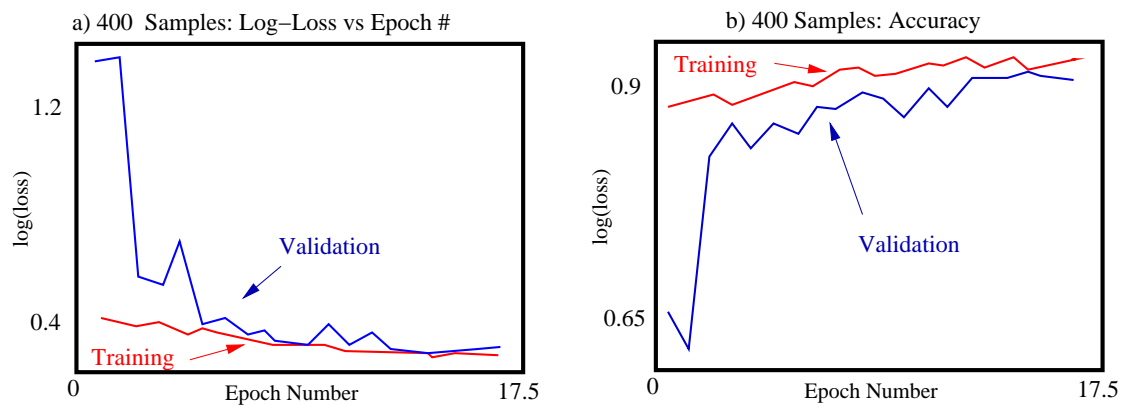 a) 400 Samples: Log−Loss vs Epoch #
1.2
log(loss)
Validation
0.4
Training
0
Epoch Number
17.5
b) 400 Samples: Accuracy
Training
0.9
log(loss)
Validation
0.65
0
Epoch Number
17.5